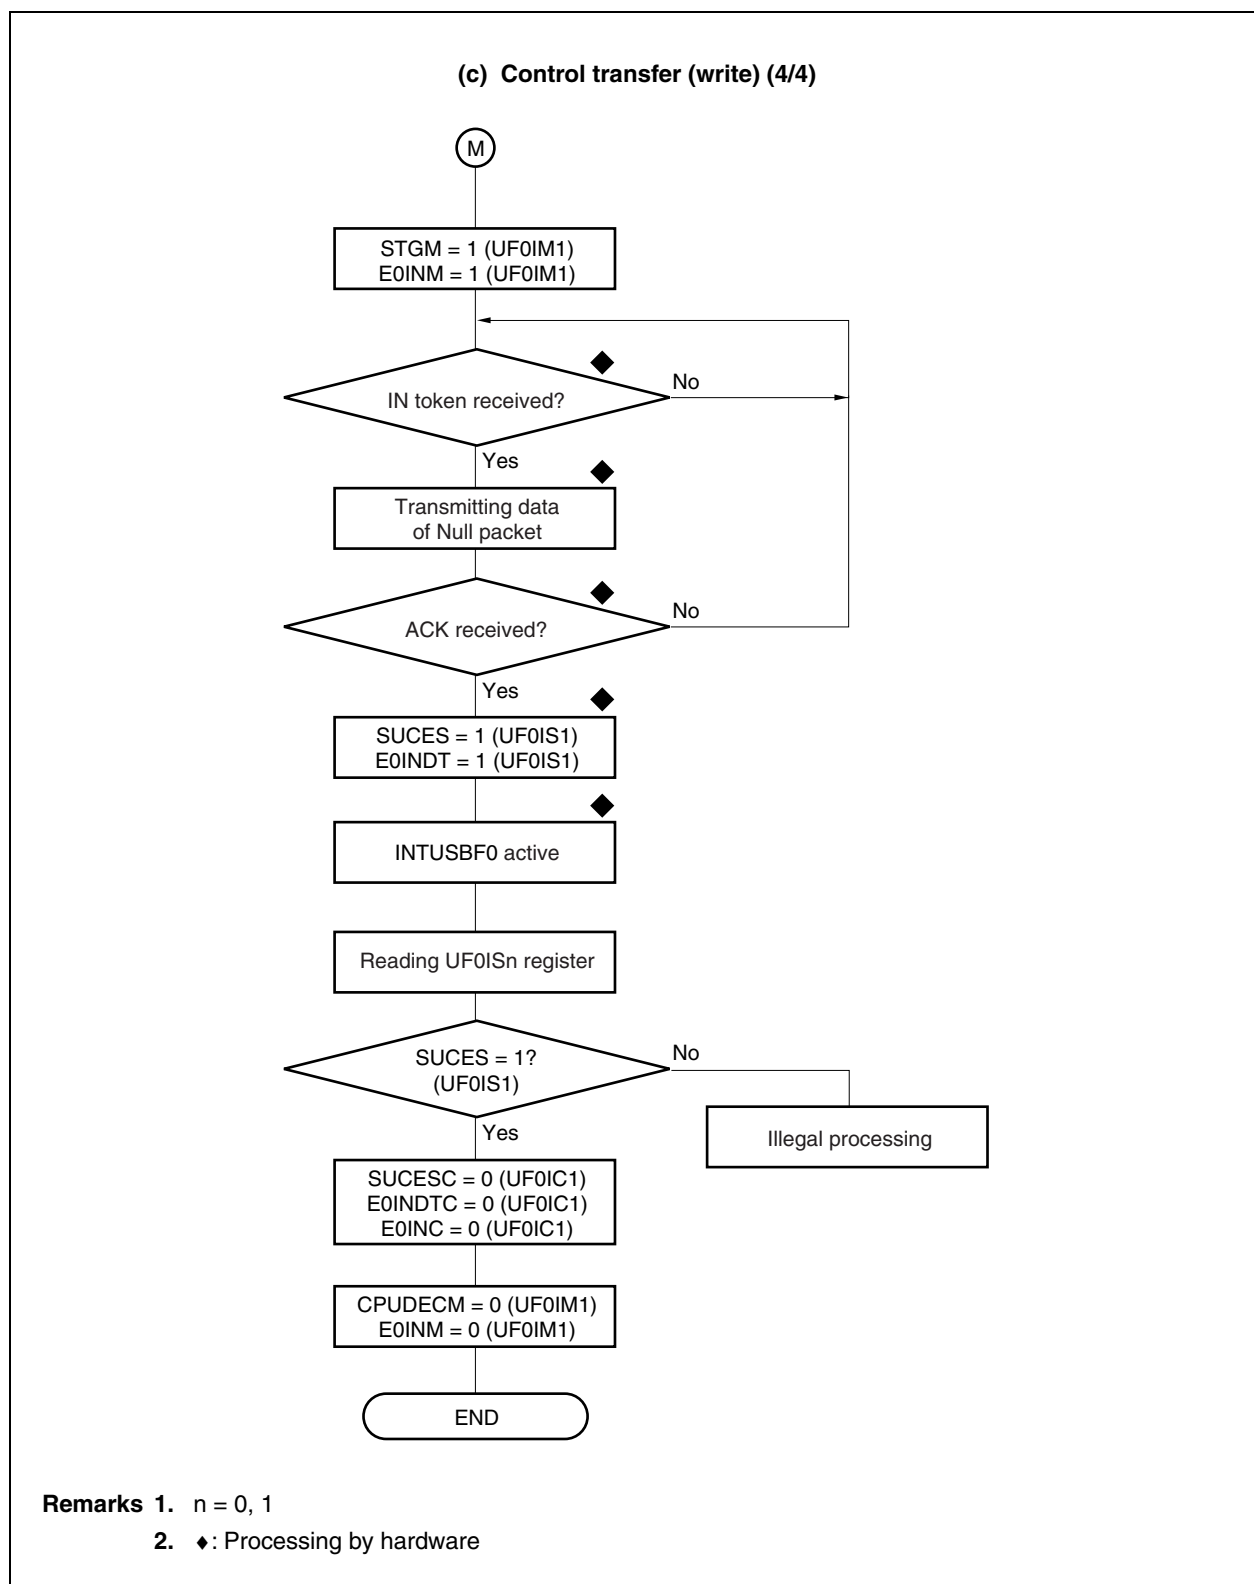 (c) Control transfer (write) (4/4)
M
STGM = 1 (UF0IM1)
E0INM = 1 (UF0IM1)
IN token received?
No
Yes
Transmitting data
of Null packet
ACK received?
No
Yes
SUCES = 1 (UF0IS1)
E0INDT = 1 (UF0IS1)
INTUSBF0 active
Reading UF0ISn register
SUCES = 1?
(UF0IS1)
No
Illegal processing
Yes
SUCESC = 0 (UF0IC1)
E0INDTC = 0 (UF0IC1)
E0INC = 0 (UF0IC1)
CPUDECM = 0 (UF0IM1)
E0INM = 0 (UF0IM1)
END
Remarks 1. n = 0, 1
2. ♦: Processing by hardware